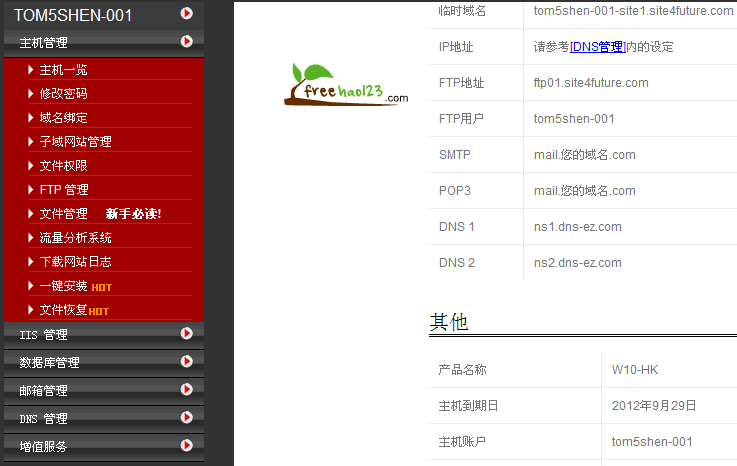 TOM5SHEN-001
主机管理
主机一览
修改密码
域名绑定
子域网站管理
文件权限
FTP 管理
文件管理 新手必读!
流量分析系统
下载网站日志
一键安装 HOT
文件恢复HOT
IIS 管理
数据库管理
邮箱管理
DNS 管理
增值服务
freehao123.com
临时域名 tom5shen-001-site1.site4future.com
IP地址 请参考[DNS管理]内的设定
FTP地址 ftp01.site4future.com
FTP用户 tom5shen-001
SMTP mail.您的域名.com
POP3 mail.您的域名.com
DNS 1 ns1.dns-ez.com
DNS 2 ns2.dns-ez.com
其他
产品名称 W10-HK
主机到期日 2012年9月29日
主机账户 tom5shen-001